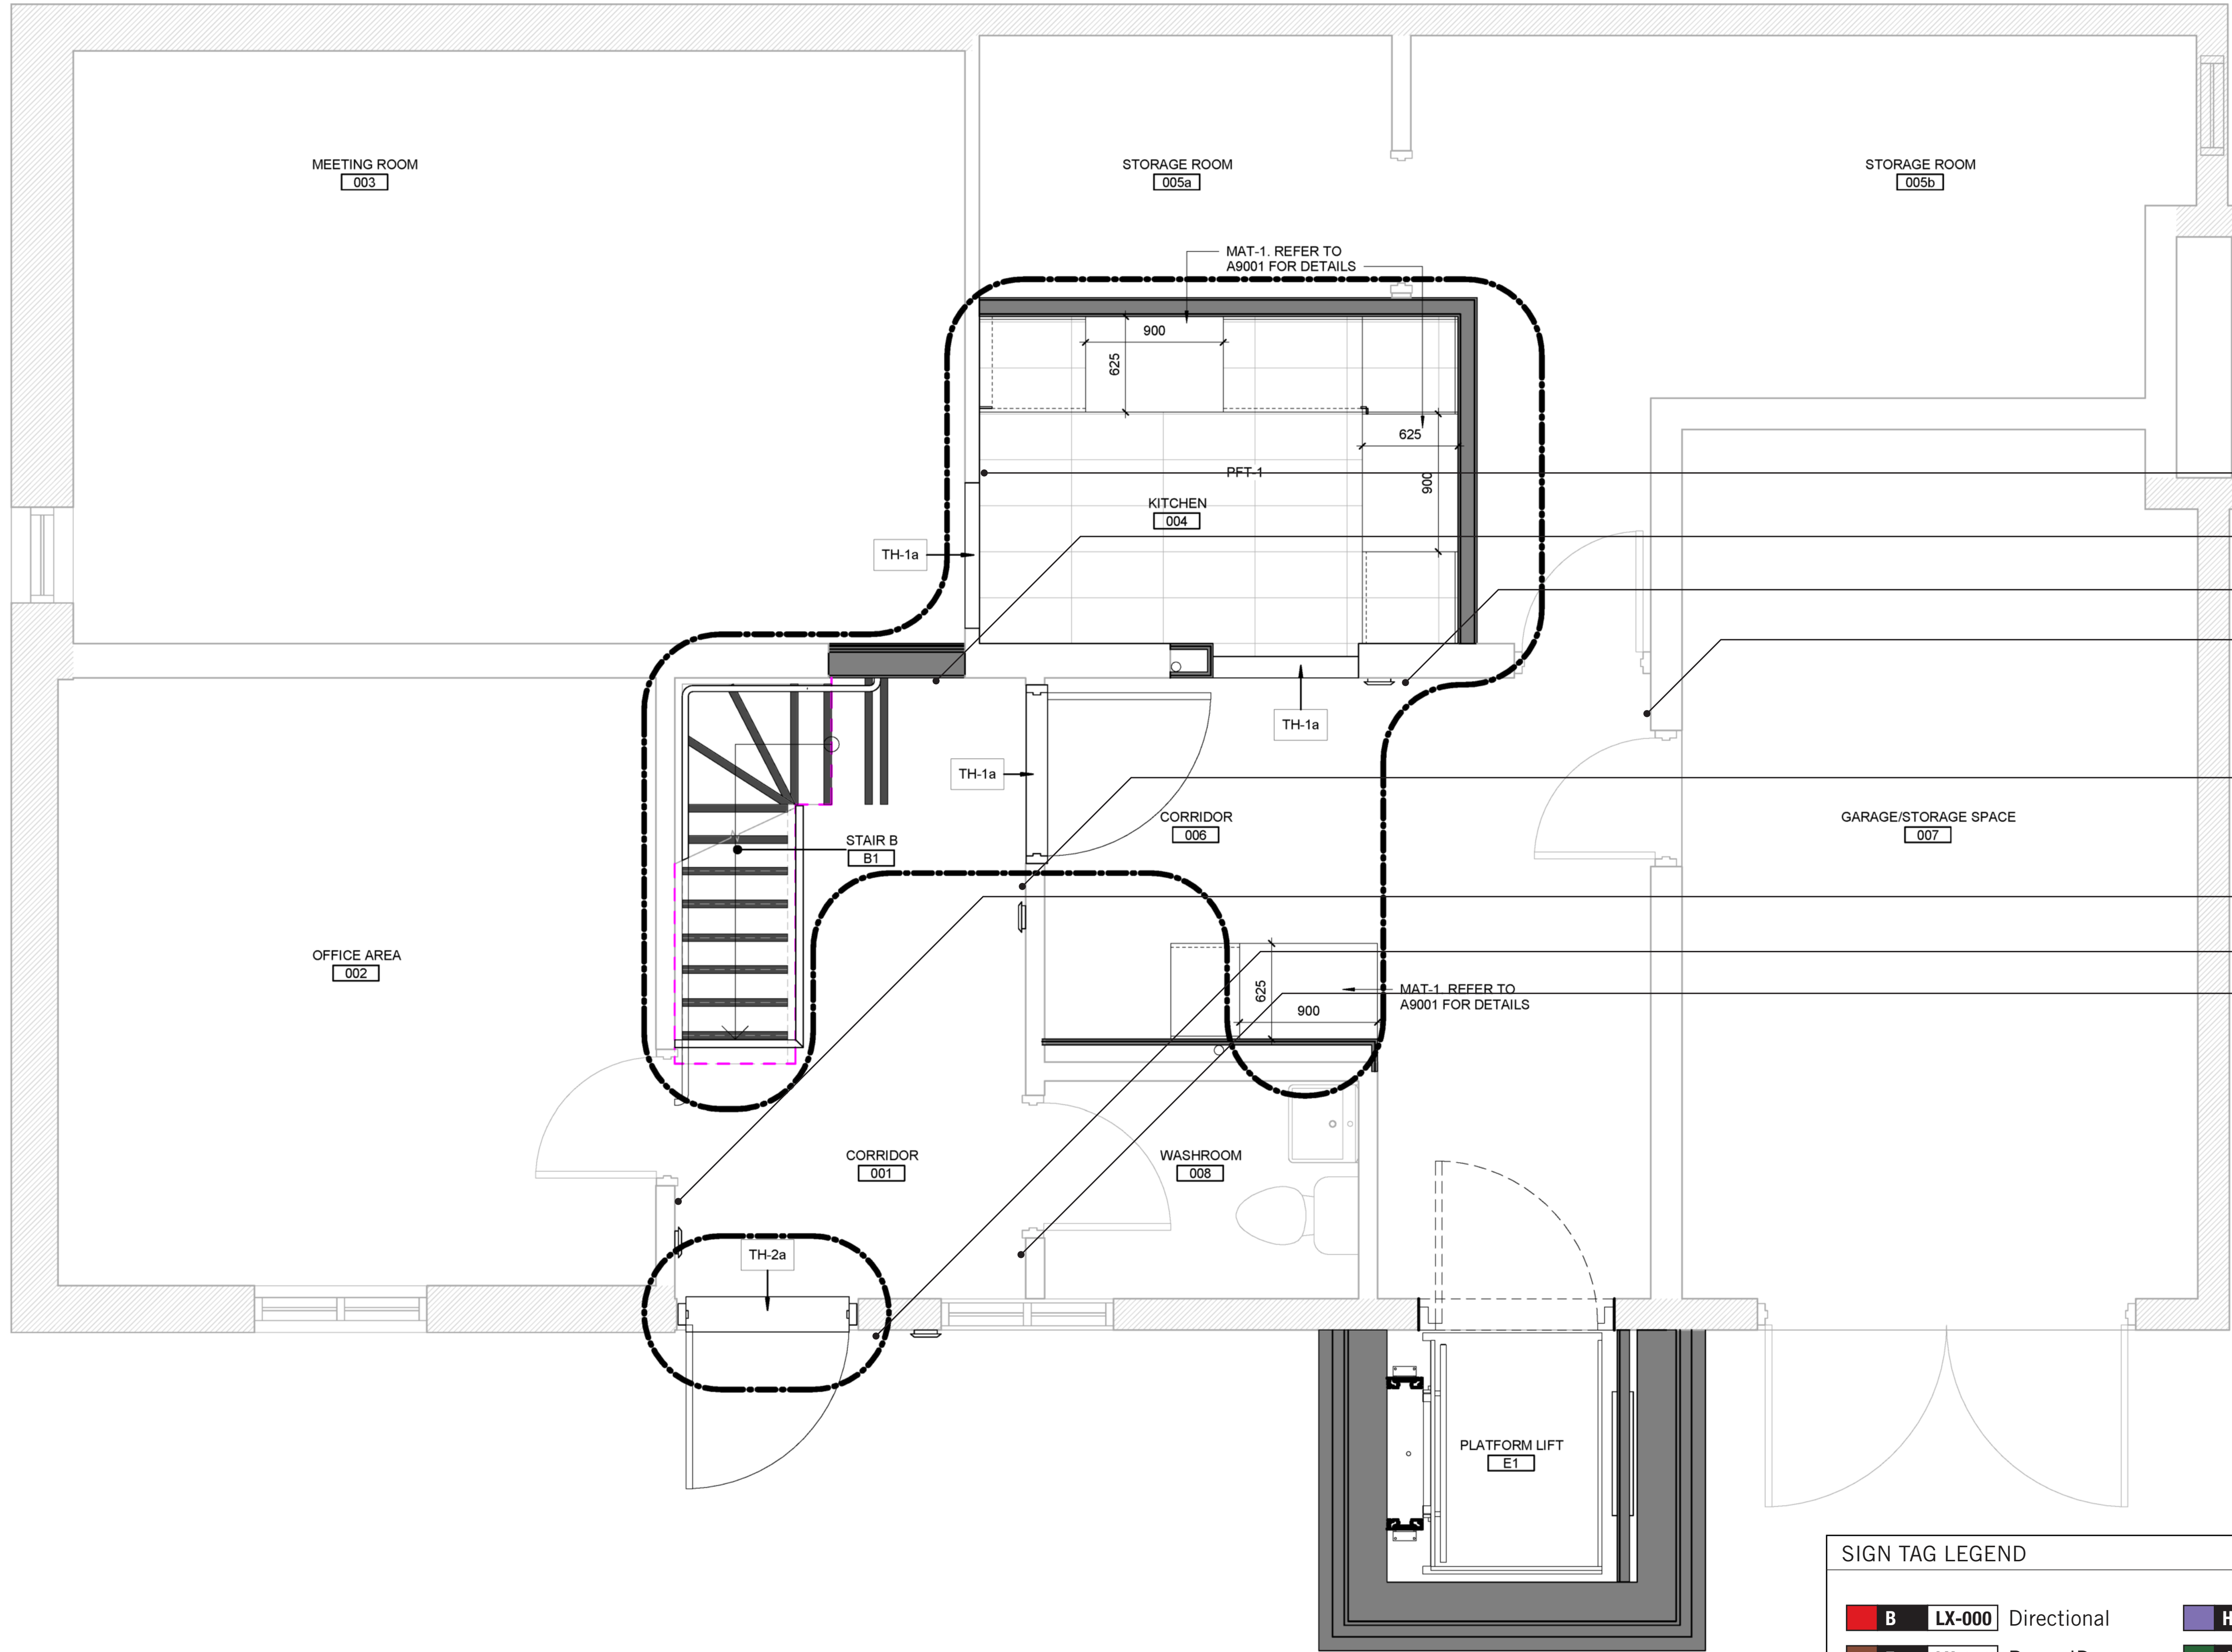 MEETING ROOM
003
STORAGE ROOM
005a
STORAGE ROOM
005b
MAT-1. REFER TO
A9001 FOR DETAILS
900
625
625
900
PFT-1
KITCHEN
004
TH-1a
TH-1a
TH-1a
STAIR B
B1
CORRIDOR
006
GARAGE/STORAGE SPACE
007
OFFICE AREA
002
625
900
MAT-1. REFER TO
A9001 FOR DETAILS
CORRIDOR
001
WASHROOM
008
TH-2a
PLATFORM LIFT
E1
SIGN TAG LEGEND
B LX-000 Directional
H